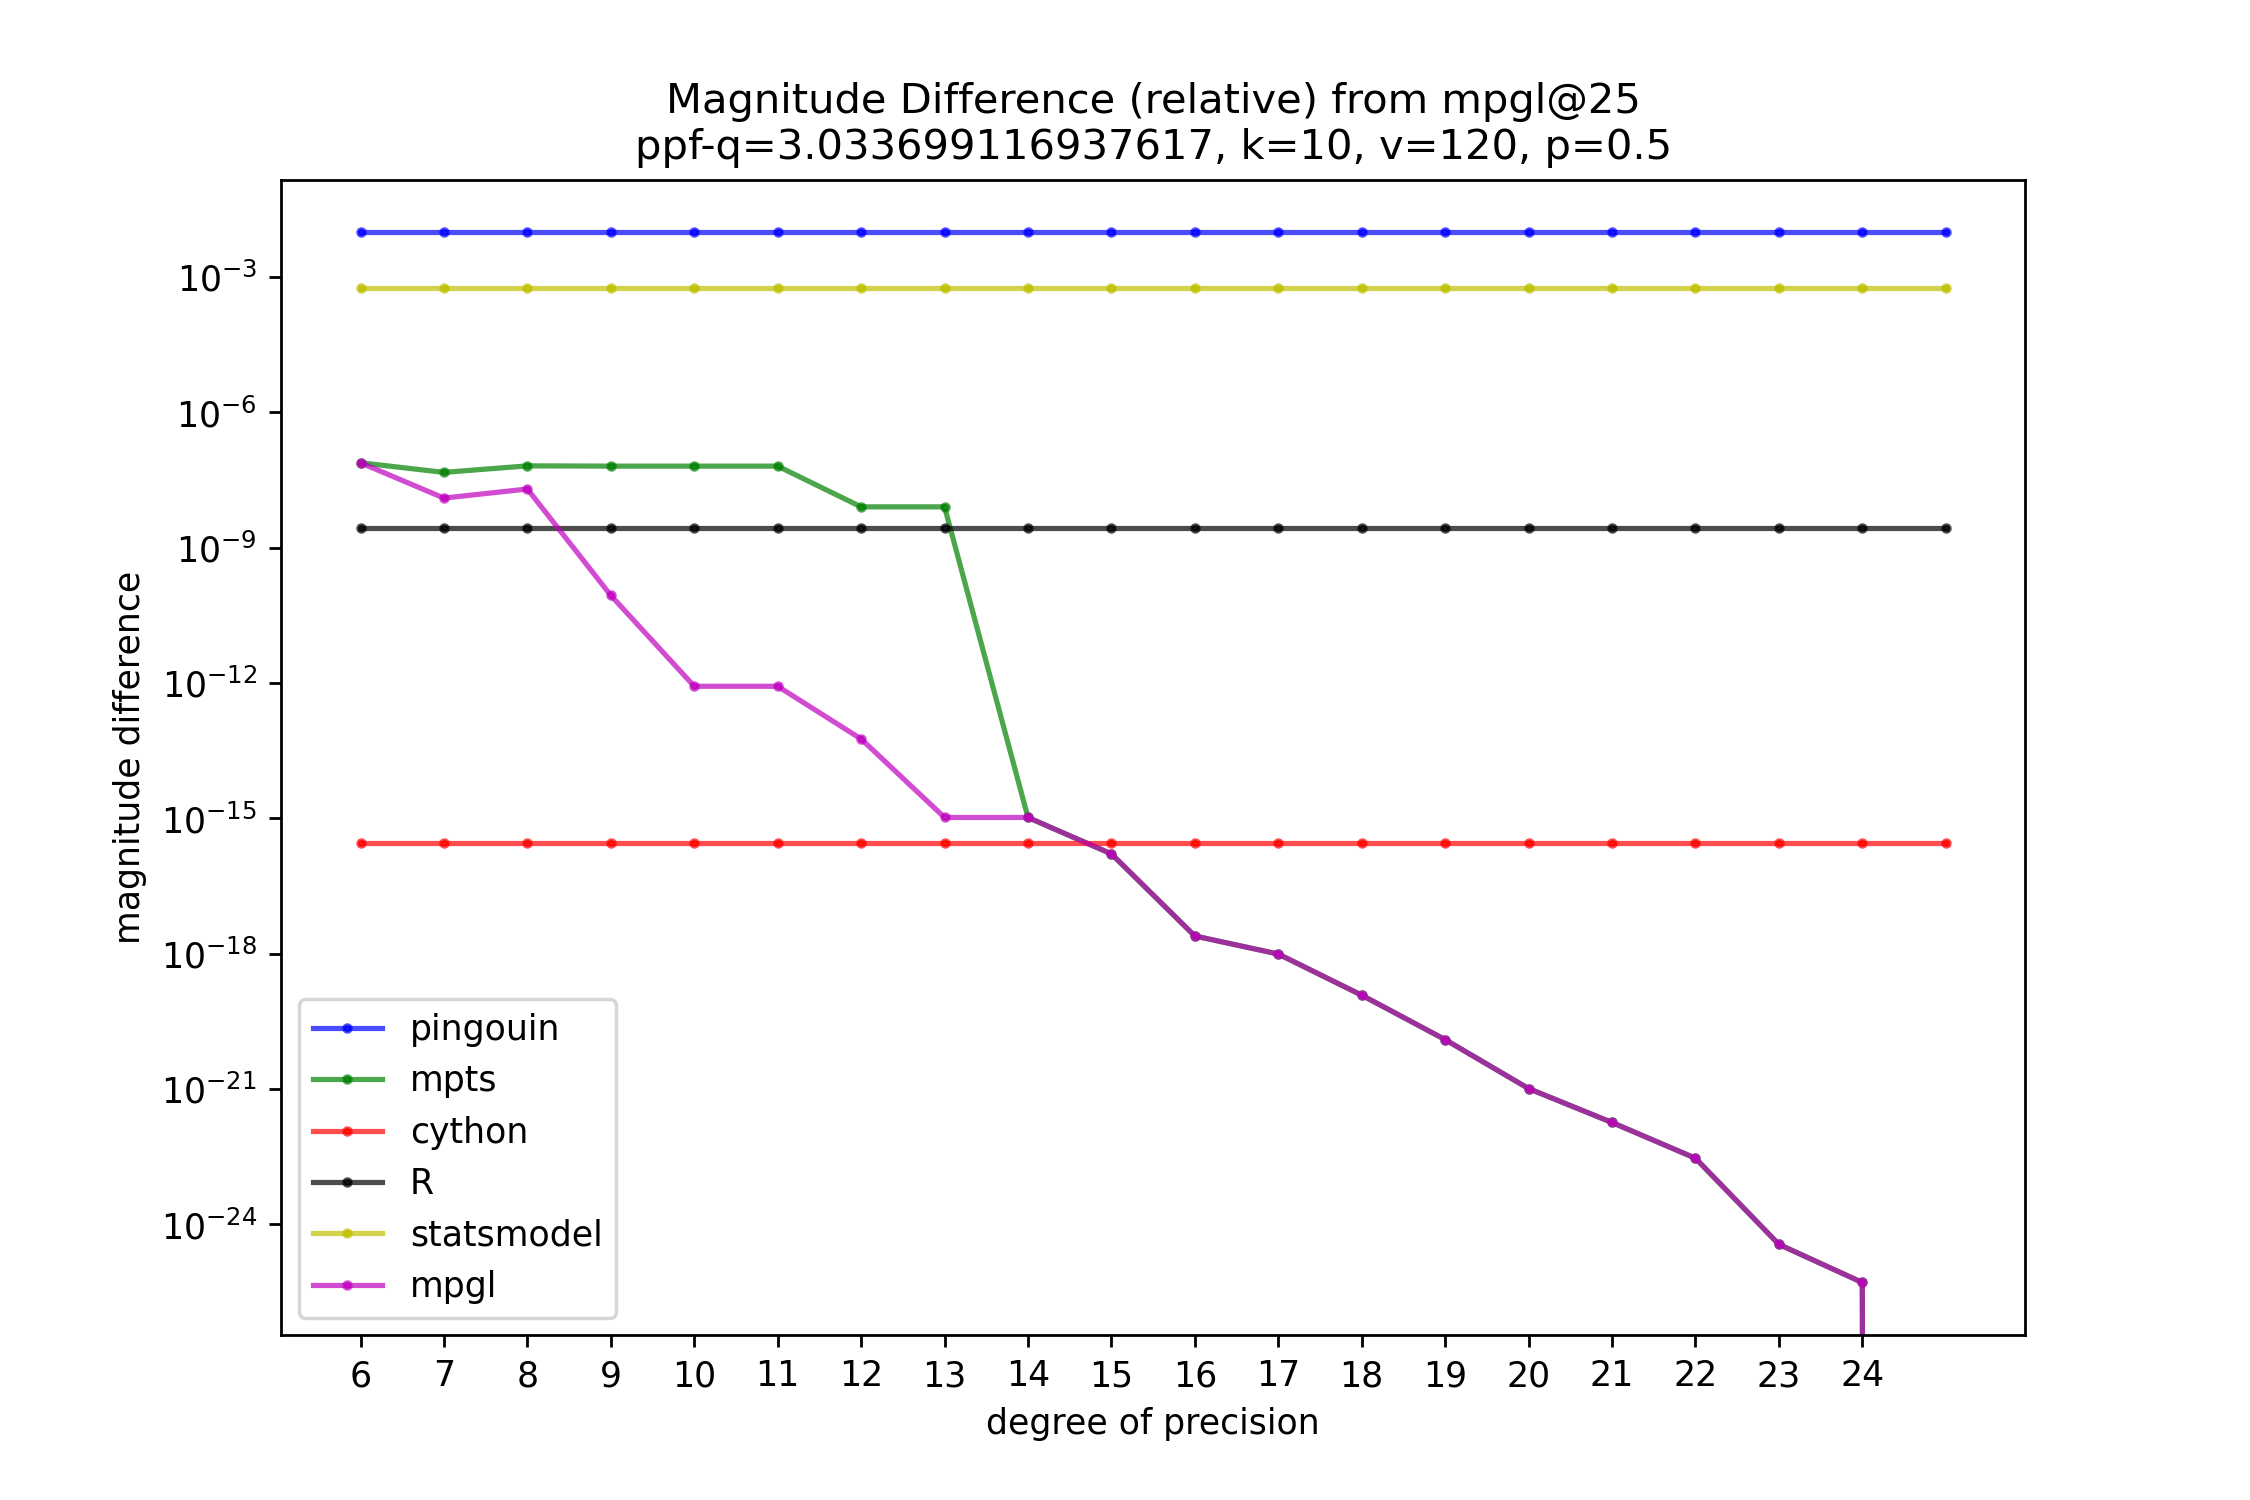 Magnitude Difference (relative) from mpgl@25
ppf-q=3.033699116937617, k=10, v=120, p=0.5
magnitude difference
10⁻³
10⁻⁶
10⁻⁹
10⁻¹²
10⁻¹⁵
10⁻¹⁸
10⁻²¹
10⁻²⁴
pingouin
mpts
cython
R
statsmodel
mpgl
6 7 8 9 10 11 12 13 14 15 16 17 18 19 20 21 22 23 24
degree of precision